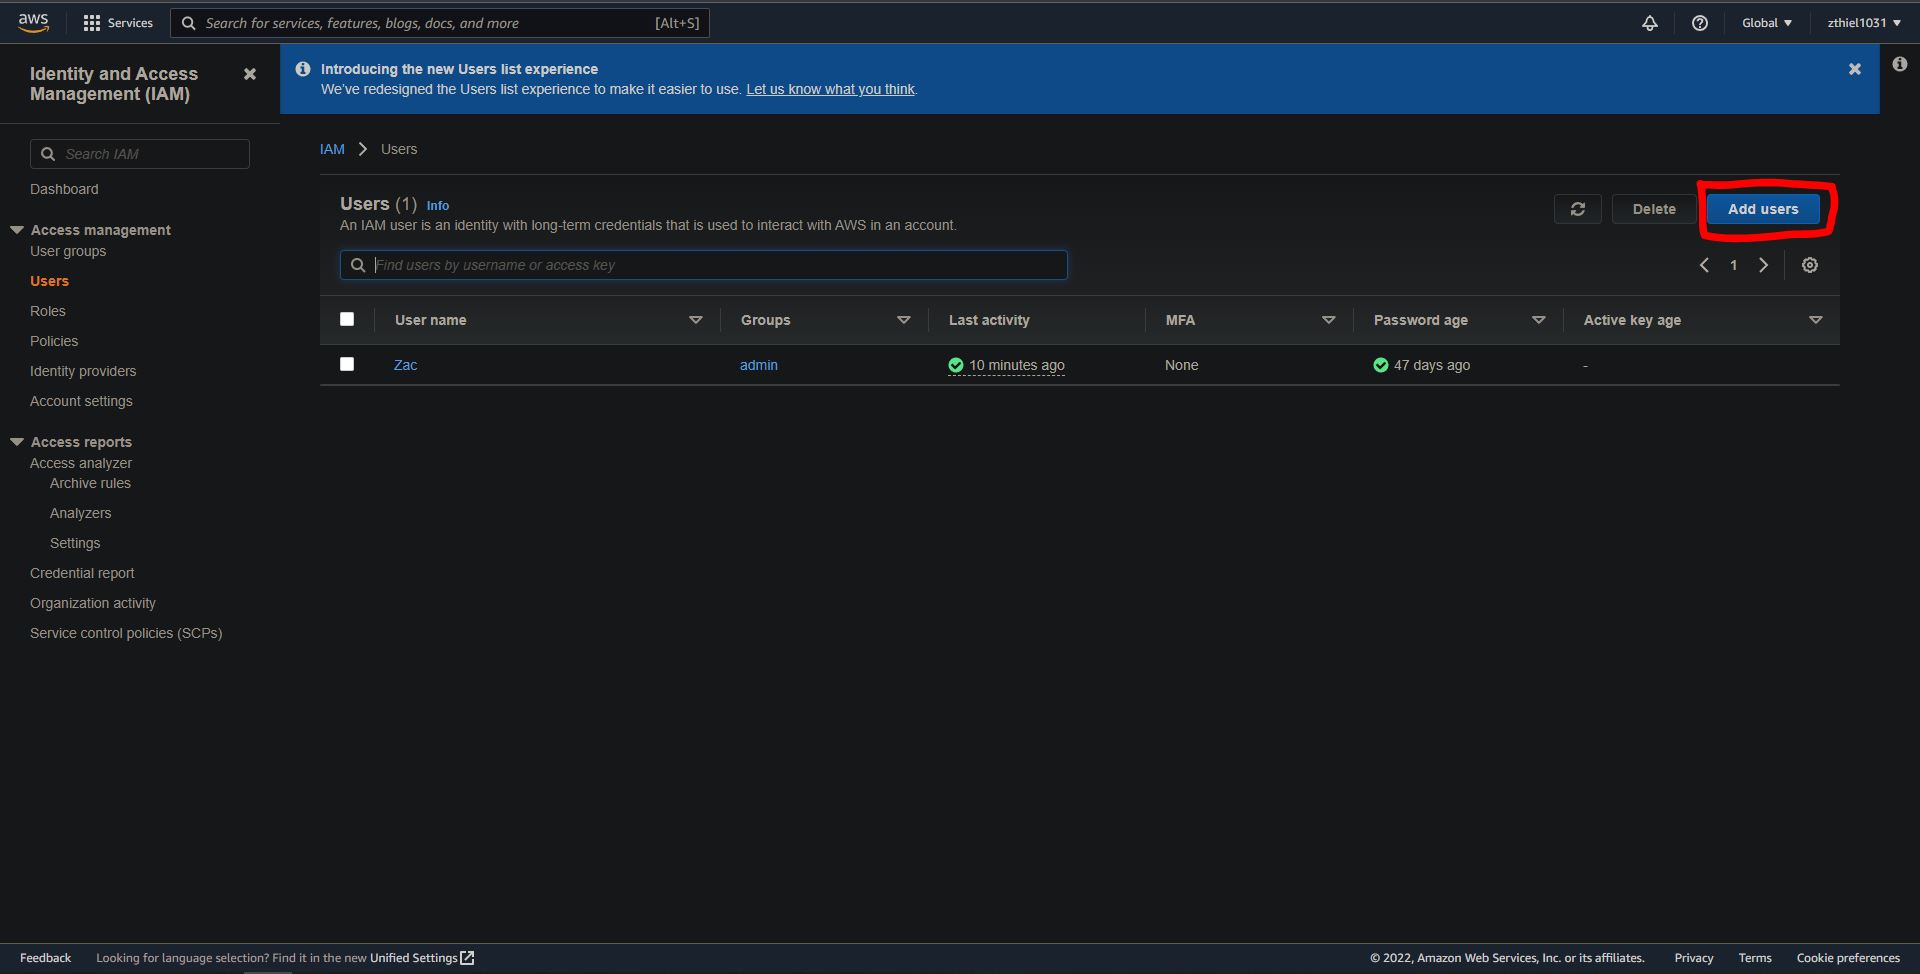 aws
Services
Search for services, features, blogs, docs, and more
[Alt+S]
Global
zthiel1031
Identity and Access
Management (IAM)
Search IAM
Dashboard
Access management
User groups
Users
Roles
Policies
Identity providers
Account settings
Access reports
Access analyzer
Archive rules
Analyzers
Settings
Credential report
Organization activity
Service control policies (SCPs)
Introducing the new Users list experience
We've redesigned the Users list experience to make it easier to use. Let us know what you think.
IAM > Users
Users (1) Info
An IAM user is an identity with long-term credentials that is used to interact with AWS in an account.
Delete
Add users
Find users by username or access key
1
User name Groups Last activity MFA Password age Active key age
Zac admin 10 minutes ago None 47 days ago -
Feedback
Looking for language selection? Find it in the new Unified Settings
© 2022, Amazon Web Services, Inc. or its affiliates.
Privacy
Terms
Cookie preferences